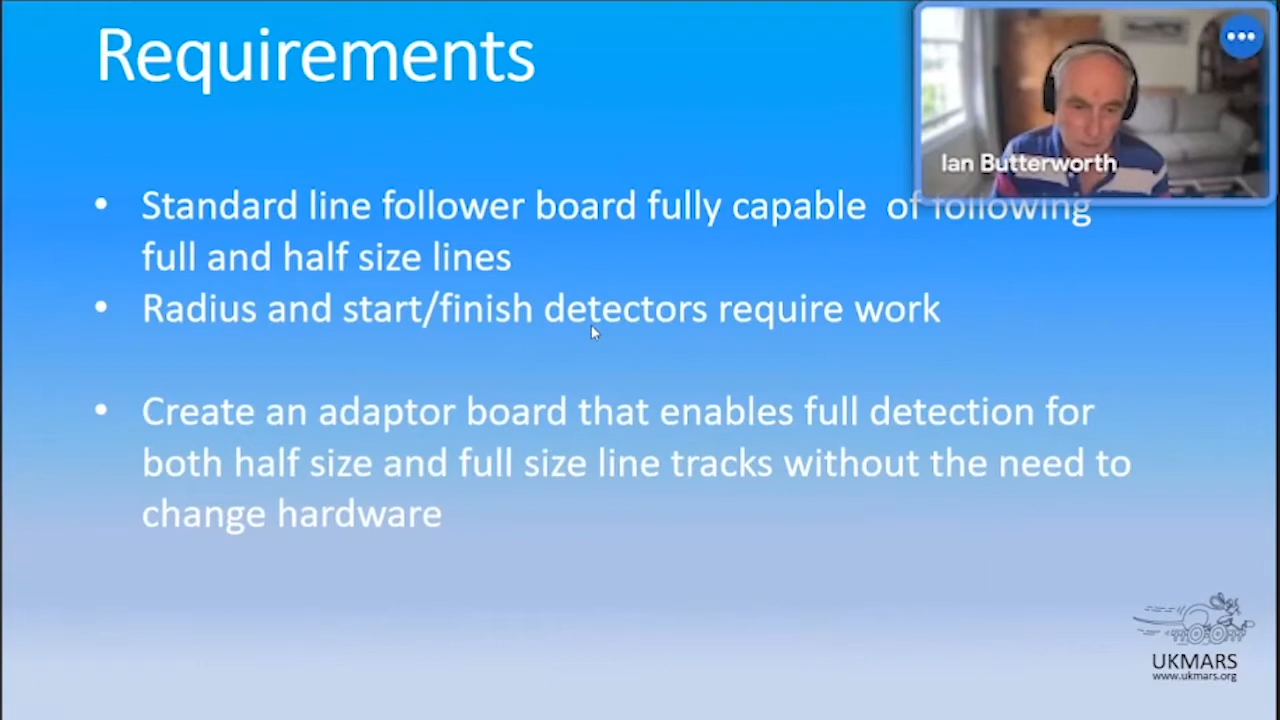 Requirements
Ian Butterworth
• Standard line follower board fully capable of following
full and half size lines
• Radius and start/finish detectors require work
• Create an adaptor board that enables full detection for
both half size and full size line tracks without the need to
change hardware
UKMARS
www.ukmars.org